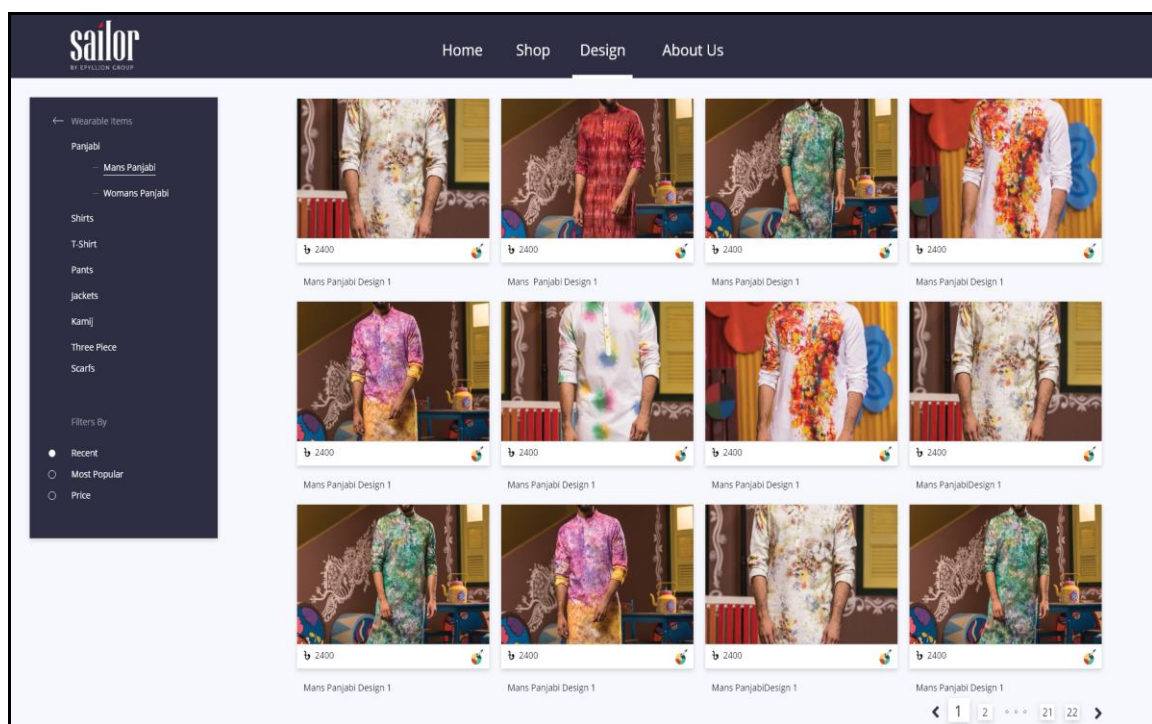 sailor
BY EPYLLION GROUP
Home Shop Design About Us
← Wearable Items
Panjabi
– Mans Panjabi
– Womans Panjabi
Shirts
T-Shirt
Pants
Jackets
Kamij
Three Piece
Scarfs
Filters By
Recent
Most Popular
Price
৳ 2400 ৳ 2400 ৳ 2400 ৳ 2400
Mans Panjabi Design 1 Mans Panjabi Design 1 Mans Panjabi Design 1 Mans Panjabi Design 1
৳ 2400 ৳ 2400 ৳ 2400 ৳ 2400
Mans Panjabi Design 1 Mans Panjabi Design 1 Mans Panjabi Design 1 Mans PanjabiDesign 1
৳ 2400 ৳ 2400 ৳ 2400 ৳ 2400
Mans Panjabi Design 1 Mans Panjabi Design 1 Mans PanjabiDesign 1 Mans Panjabi Design 1
1 2 ∘∘∘ 21 22